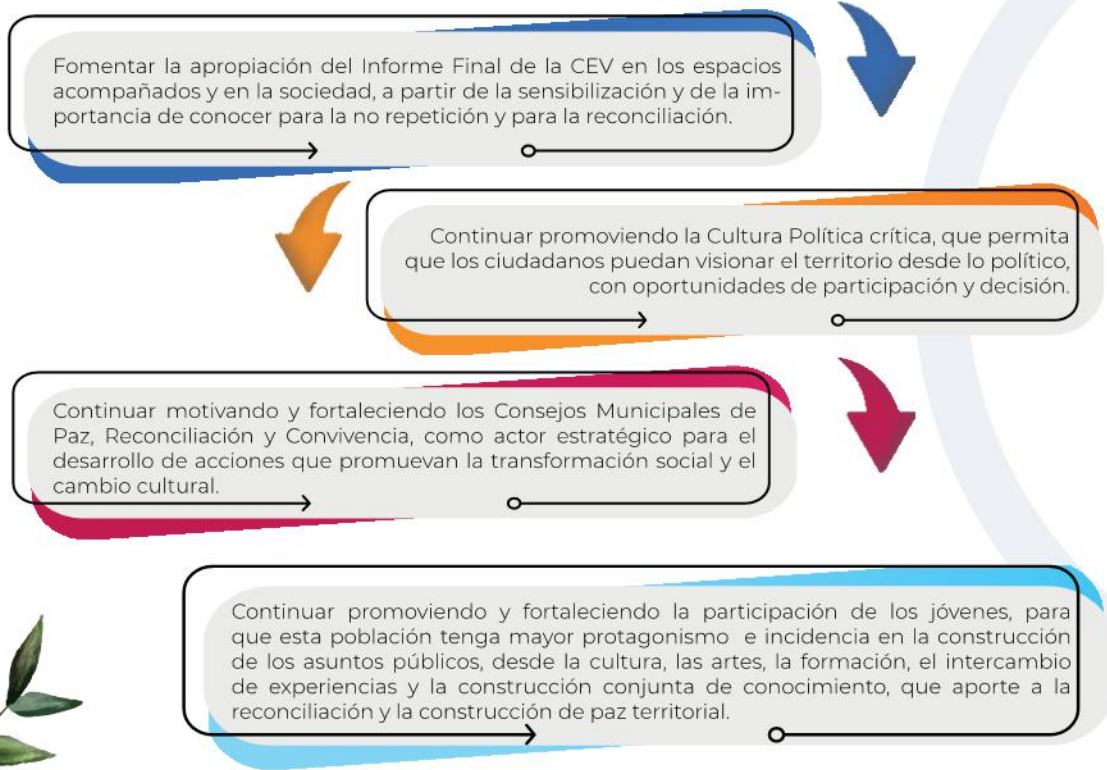 Fomentar la apropiación del Informe Final de la CEV en los espacios
acompañados y en la sociedad, a partir de la sensibilización y de la im-
portancia de conocer para la no repetición y para la reconciliación.
Continuar promoviendo la Cultura Política crítica, que permita
que los ciudadanos puedan visionar el territorio desde lo político,
con oportunidades de participación y decisión.
Continuar motivando y fortaleciendo los Consejos Municipales de
Paz, Reconciliación y Convivencia, como actor estratégico para el
desarrollo de acciones que promuevan la transformación social y el
cambio cultural.
Continuar promoviendo y fortaleciendo la participación de los jóvenes, para
que esta población tenga mayor protagonismo e incidencia en la construcción
de los asuntos públicos, desde la cultura, las artes, la formación, el intercambio
de experiencias y la construcción conjunta de conocimiento, que aporte a la
reconciliación y la construcción de paz territorial.